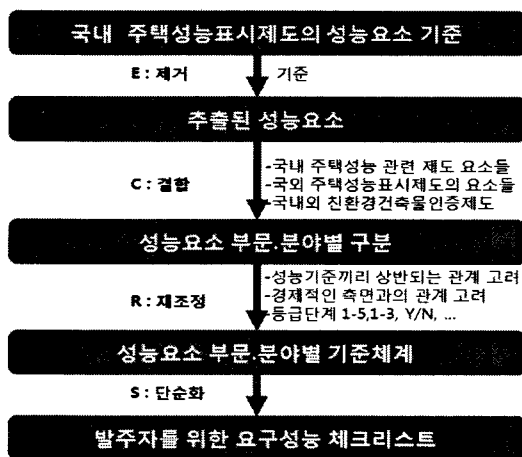 국내 주택성능표시제도의 성능요소 기준
E : 제거 기준
추출된 성능요소
-국내 주택성능 관련 제도 요소들
C : 결합 -국외 주택성능표시제도의 요소들
-국내외 친환경건축물인증제도
성능요소 부문.분야별 구분
-성능기준끼리 상반되는 관계 고려
R : 재조정 -경제적인 측면과의 관계 고려
-등급단계 1-5,1-3, Y/N, ...
성능요소 부문.분야별 기준체계
S : 단순화
발주자를 위한 요구성능 체크리스트